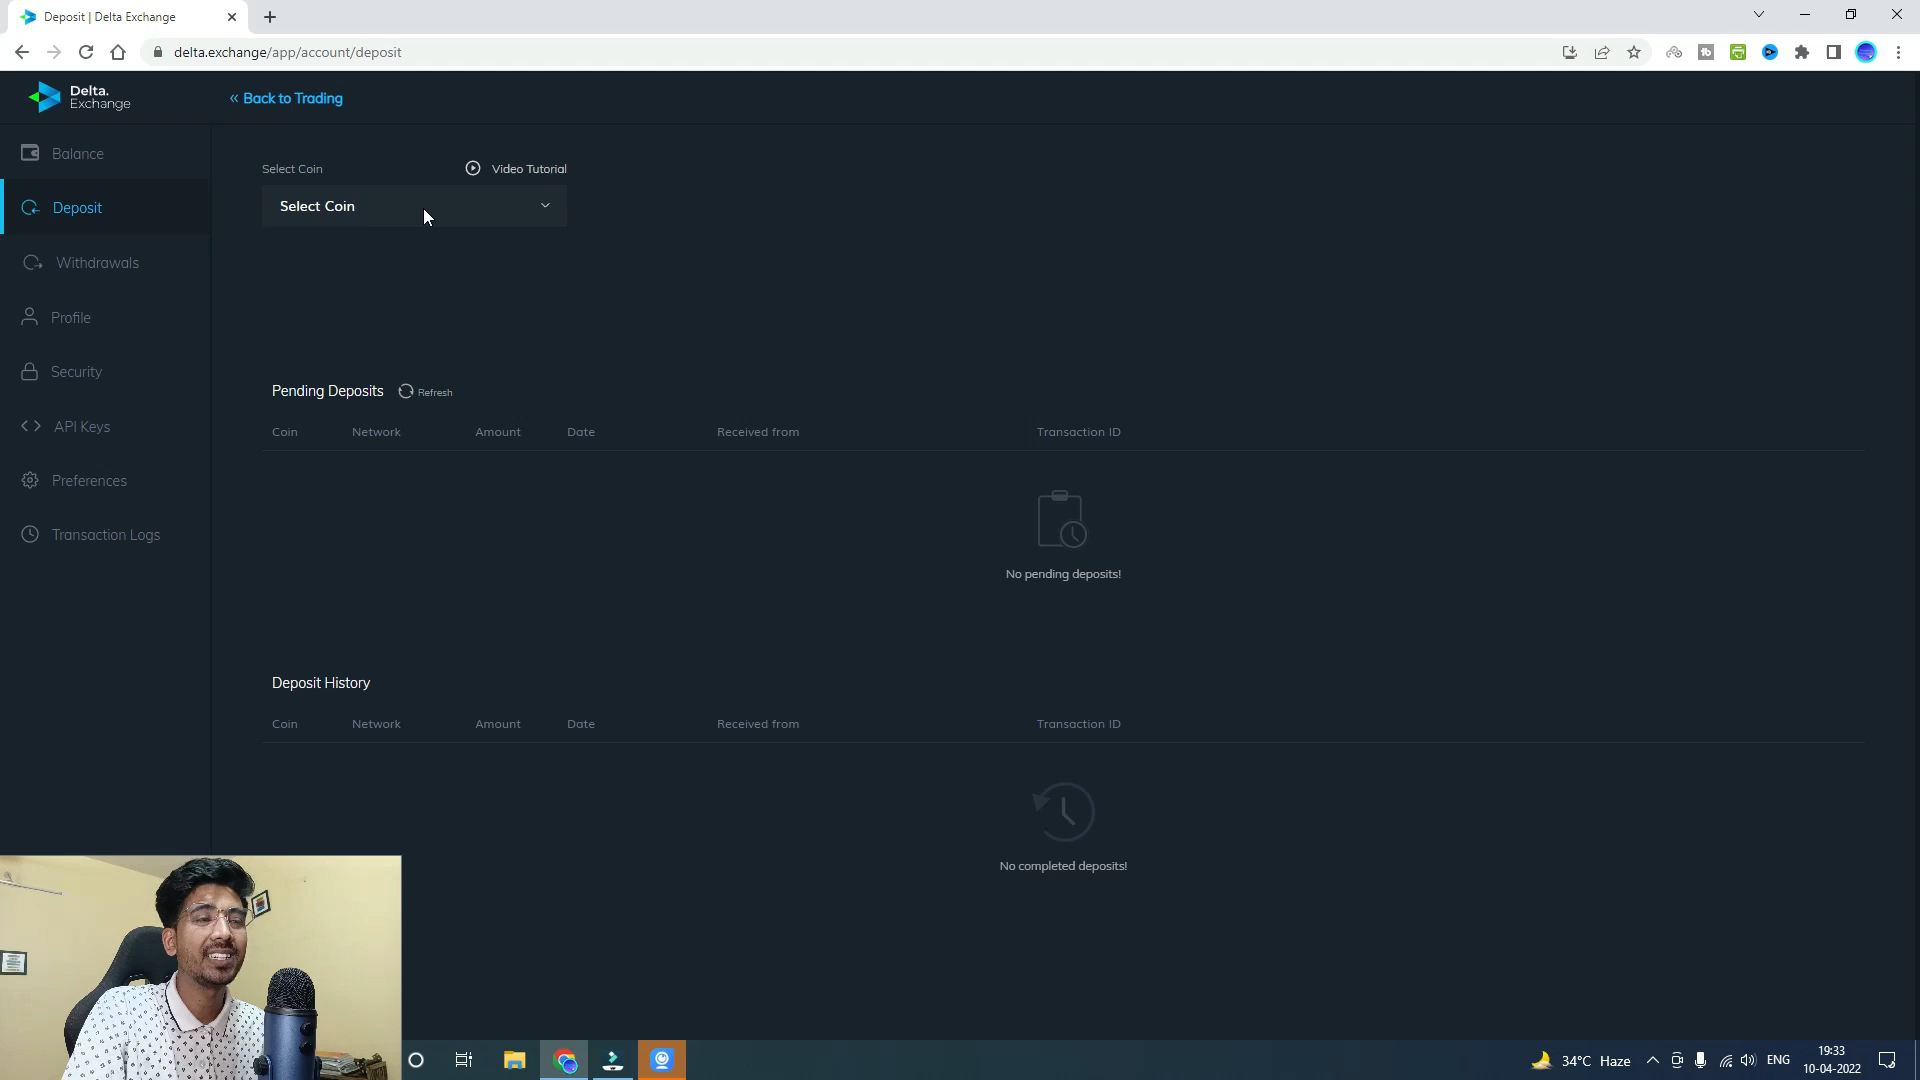 Deposit | Delta Exchange
delta.exchange/app/account/deposit
Delta.
Exchange
« Back to Trading
Balance
Deposit
Withdrawals
Profile
Security
API Keys
Preferences
Transaction Logs
Select Coin
Video Tutorial
Select Coin
Pending Deposits
Refresh
Coin Network Amount Date Received from Transaction ID
No pending deposits!
Deposit History
Coin Network Amount Date Received from Transaction ID
No completed deposits!
34°C Haze
ENG
19:33
10-04-2022